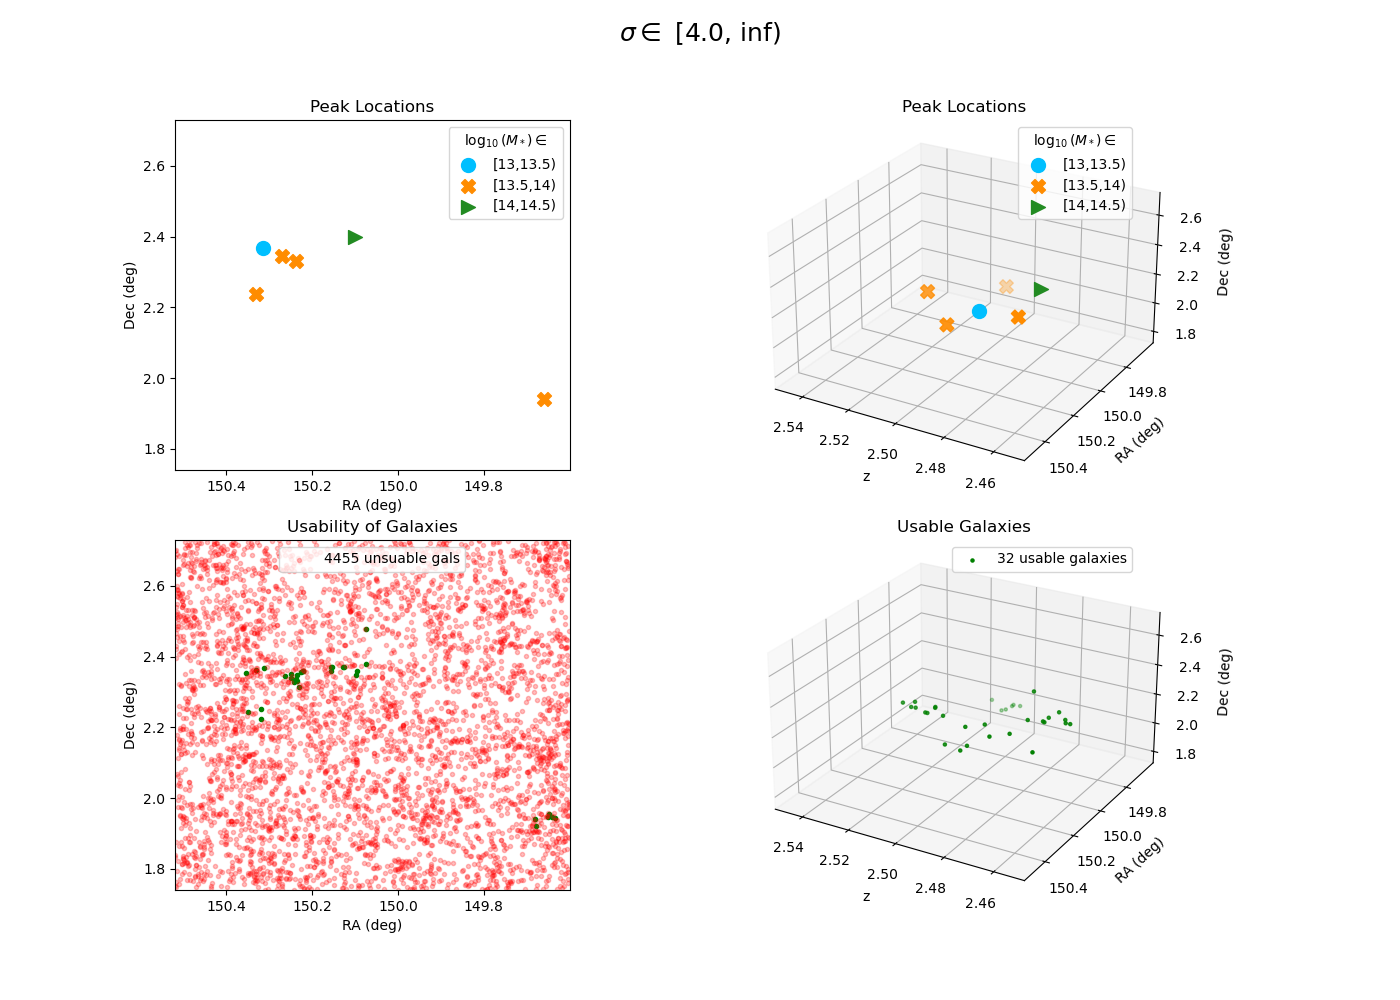 σ ∈ [4.0, inf)
Peak Locations
log₁₀(M*) ∈
[13,13.5)
[13.5,14)
[14,14.5)
2.6
2.4
2.2
2.0
1.8
Dec (deg)
150.4 150.2 150.0 149.8
RA (deg)
Peak Locations
log₁₀(M*) ∈
[13,13.5)
[13.5,14)
[14,14.5)
2.6
2.4
2.2
2.0
1.8
Dec (deg)
149.8
150.0
150.2
150.4
RA (deg)
2.54
2.52
2.50
2.48
2.46
z
Usability of Galaxies
4455 unsuable gals
2.6
2.4
2.2
2.0
1.8
Dec (deg)
150.4 150.2 150.0 149.8
RA (deg)
Usable Galaxies
32 usable galaxies
2.6
2.4
2.2
2.0
1.8
Dec (deg)
149.8
150.0
150.2
150.4
RA (deg)
2.54
2.52
2.50
2.48
2.46
z